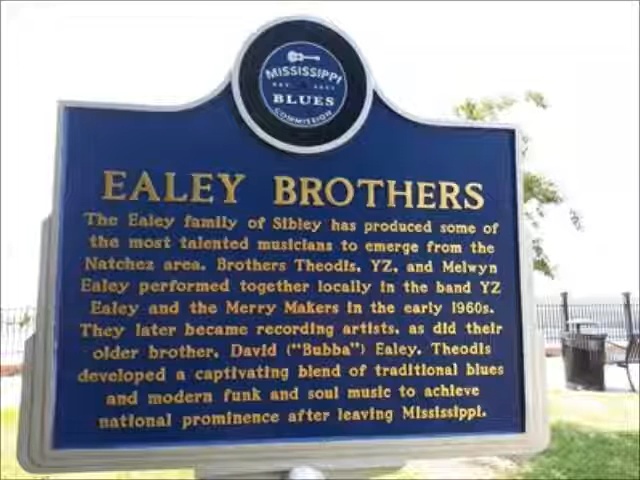 MISSISSIPPI
BLUES
COMMISSION
EALEY BROTHERS
The Ealey family of Sibley has produced some of
the most talented musicians to emerge from the
Natchez area. Brothers Theodis, YZ, and Melwyn
Ealey performed together locally in the band YZ
Ealey and the Merry Makers in the early 1960s.
They later became recording artists, as did their
older brother, David ("Bubba") Ealey. Theodis
developed a captivating blend of traditional blues
and modern funk and soul music to achieve
national prominence after leaving Mississippi.